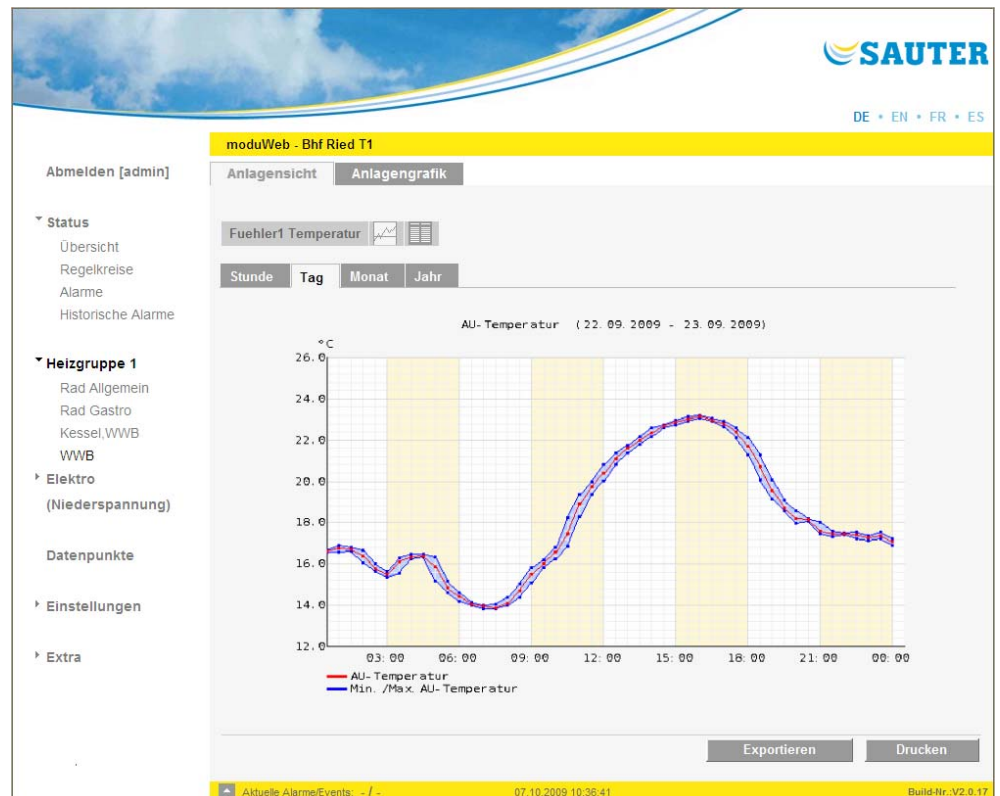 SAUTER
DE • EN • FR • ES
moduWeb - Bhf Ried T1
Abmelden [admin]
Anlagensicht
Anlagengrafik
Status
Übersicht
Regelkreise
Alarme
Historische Alarme
Heizgruppe 1
Rad Allgemein
Rad Gastro
Kessel,WWB
WWB
Elektro
(Niederspannung)
Datenpunkte
Einstellungen
Extra
Fuehler1 Temperatur
Stunde
Tag
Monat
Jahr
AU-Temperatur (22.09.2009 - 23.09.2009)
°C
26.0
24.0
22.0
20.0
18.0
16.0
14.0
12.0
03:00 06:00 09:00 12:00 15:00 18:00 21:00 00:00
AU-Temperatur
Min./Max. AU-Temperatur
Exportieren
Drucken
Aktuelle Alarme/Events: - / -
07.10.2009 10:36:41
Build-Nr.:V2.0.17